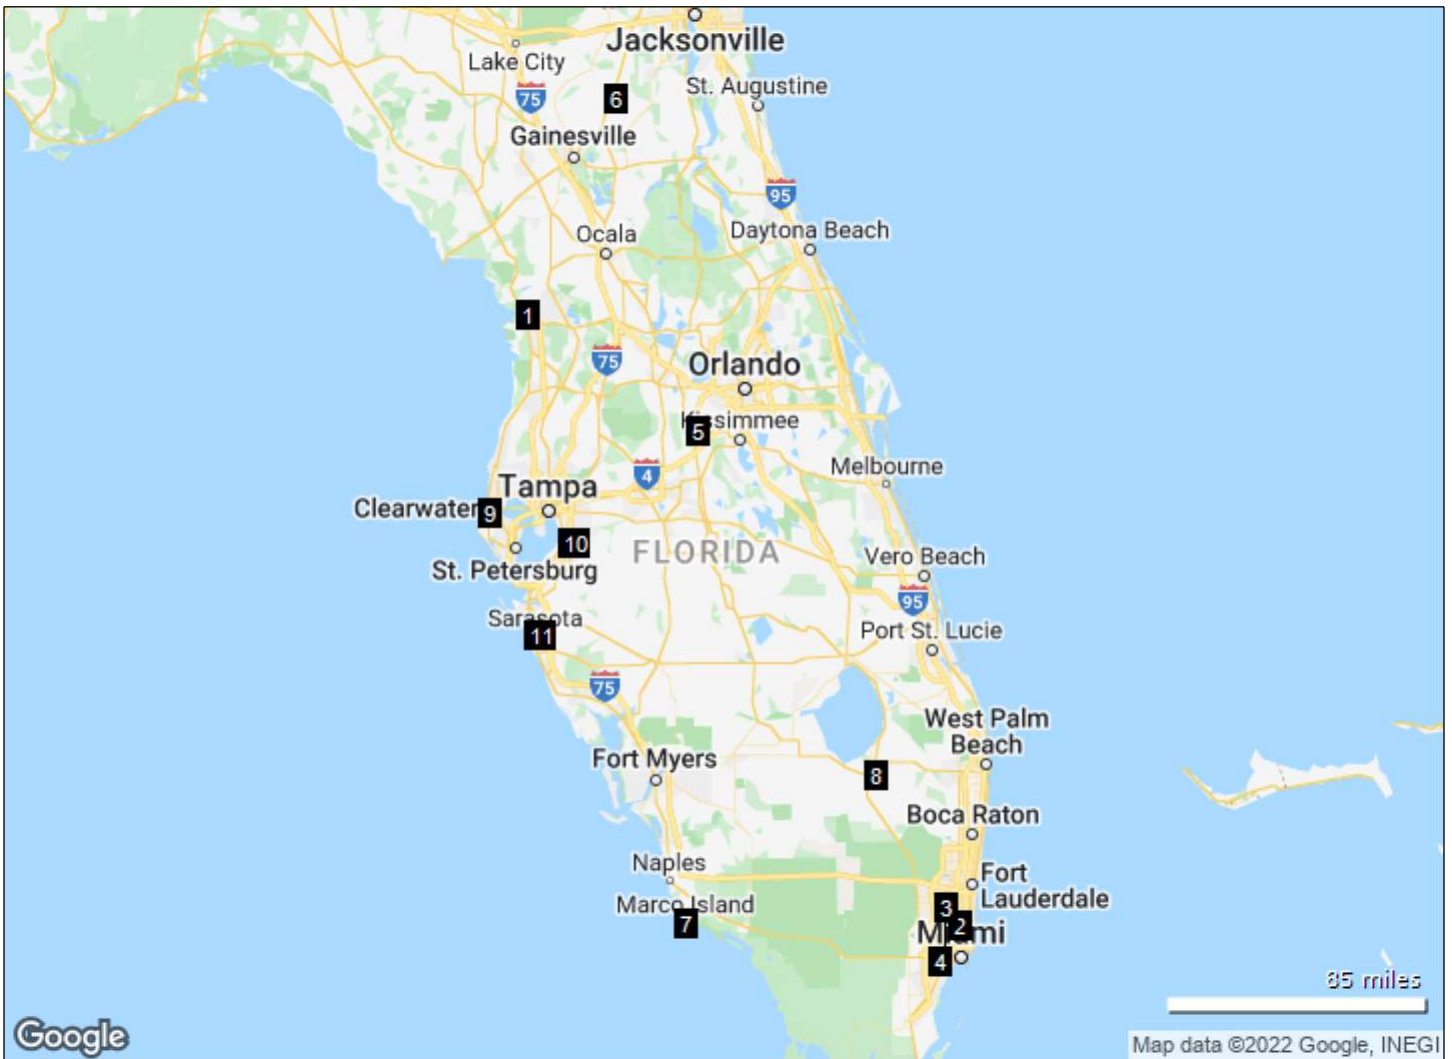 Jacksonville
Lake City
75
6
St. Augustine
Gainesville
95
Ocala
Daytona Beach
1
75
Orlando
5
Kissimmee
4
Melbourne
Tampa
Clearwater
9
10
FLORIDA
Vero Beach
St. Petersburg
95
Sarasota
11
Port St. Lucie
75
West Palm
Beach
Fort Myers
8
Boca Raton
Naples
Fort
Lauderdale
Marco Island
7
3
2
Miami
4
85 miles
Google
Map data ©2022 Google, INEGI